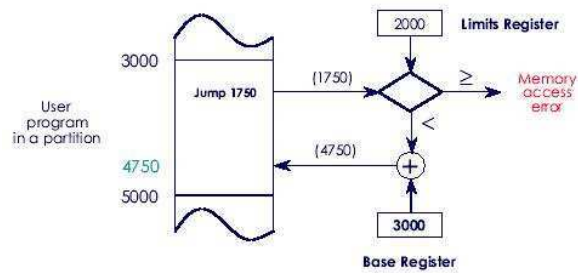 2000
Limits Register
3000
(1750)
≥
Jump 1750
Memory
access
error
User
program
in a partition
<
(4750)
4750
+
5000
3000
Base Register